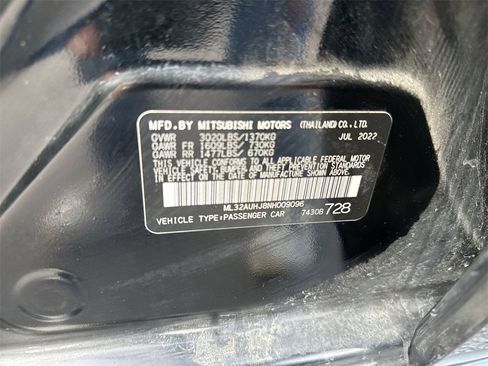 MFD.BY MITSUBISHI MOTORS (THAILAND)CO.,LTD.
GVWR 3020LBS/1370KG JUL 2022
GAWR FR 1609LBS/ 730KG
GAWR RR 1477LBS/ 670KG
THIS VEHICLE CONFORMS TO ALL APPLICABLE FEDERAL MOTOR
VEHICLE SAFETY, BUMPER, AND THEFT PREVENTION STANDARDS
IN EFFECT ON THE DATE OF MANUFACTURE SHOWN ABOVE.
ML32AUHJ8NH009096
VEHICLE TYPE:PASSENGER CAR 74308 728